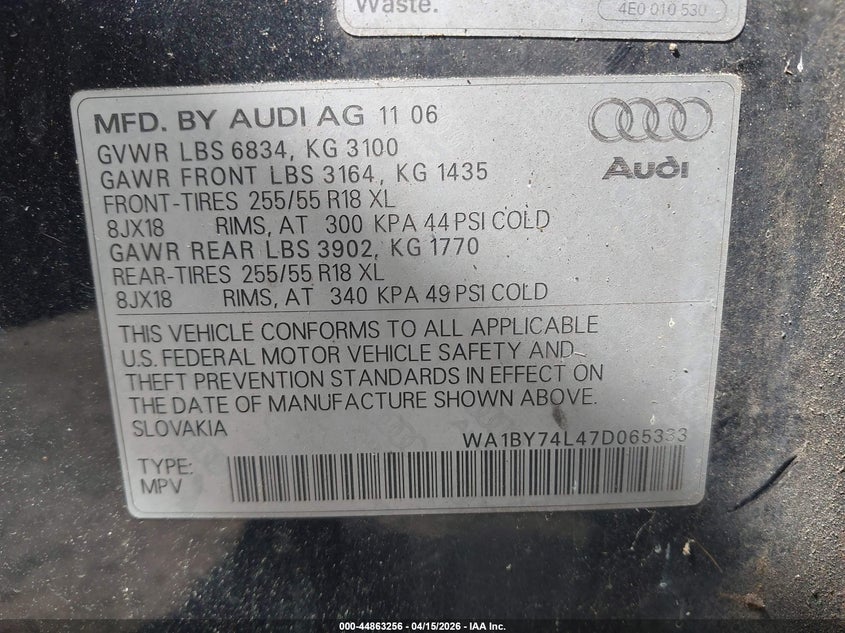 Waste.
4E0 010 530
MFD. BY AUDI AG 11 06
Audi
GVWR LBS 6834, KG 3100
GAWR FRONT LBS 3164, KG 1435
FRONT-TIRES 255/55 R18 XL
8JX18 RIMS, AT 300 KPA 44 PSI COLD
GAWR REAR LBS 3902, KG 1770
REAR-TIRES 255/55 R18 XL
8JX18 RIMS, AT 340 KPA 49 PSI COLD
THIS VEHICLE CONFORMS TO ALL APPLICABLE
U.S. FEDERAL MOTOR VEHICLE SAFETY AND
THEFT PREVENTION STANDARDS IN EFFECT ON
THE DATE OF MANUFACTURE SHOWN ABOVE.
SLOVAKIA
WA1BY74L47D065333
TYPE:
MPV
000-44863256 - 04/15/2026 - IAA Inc.